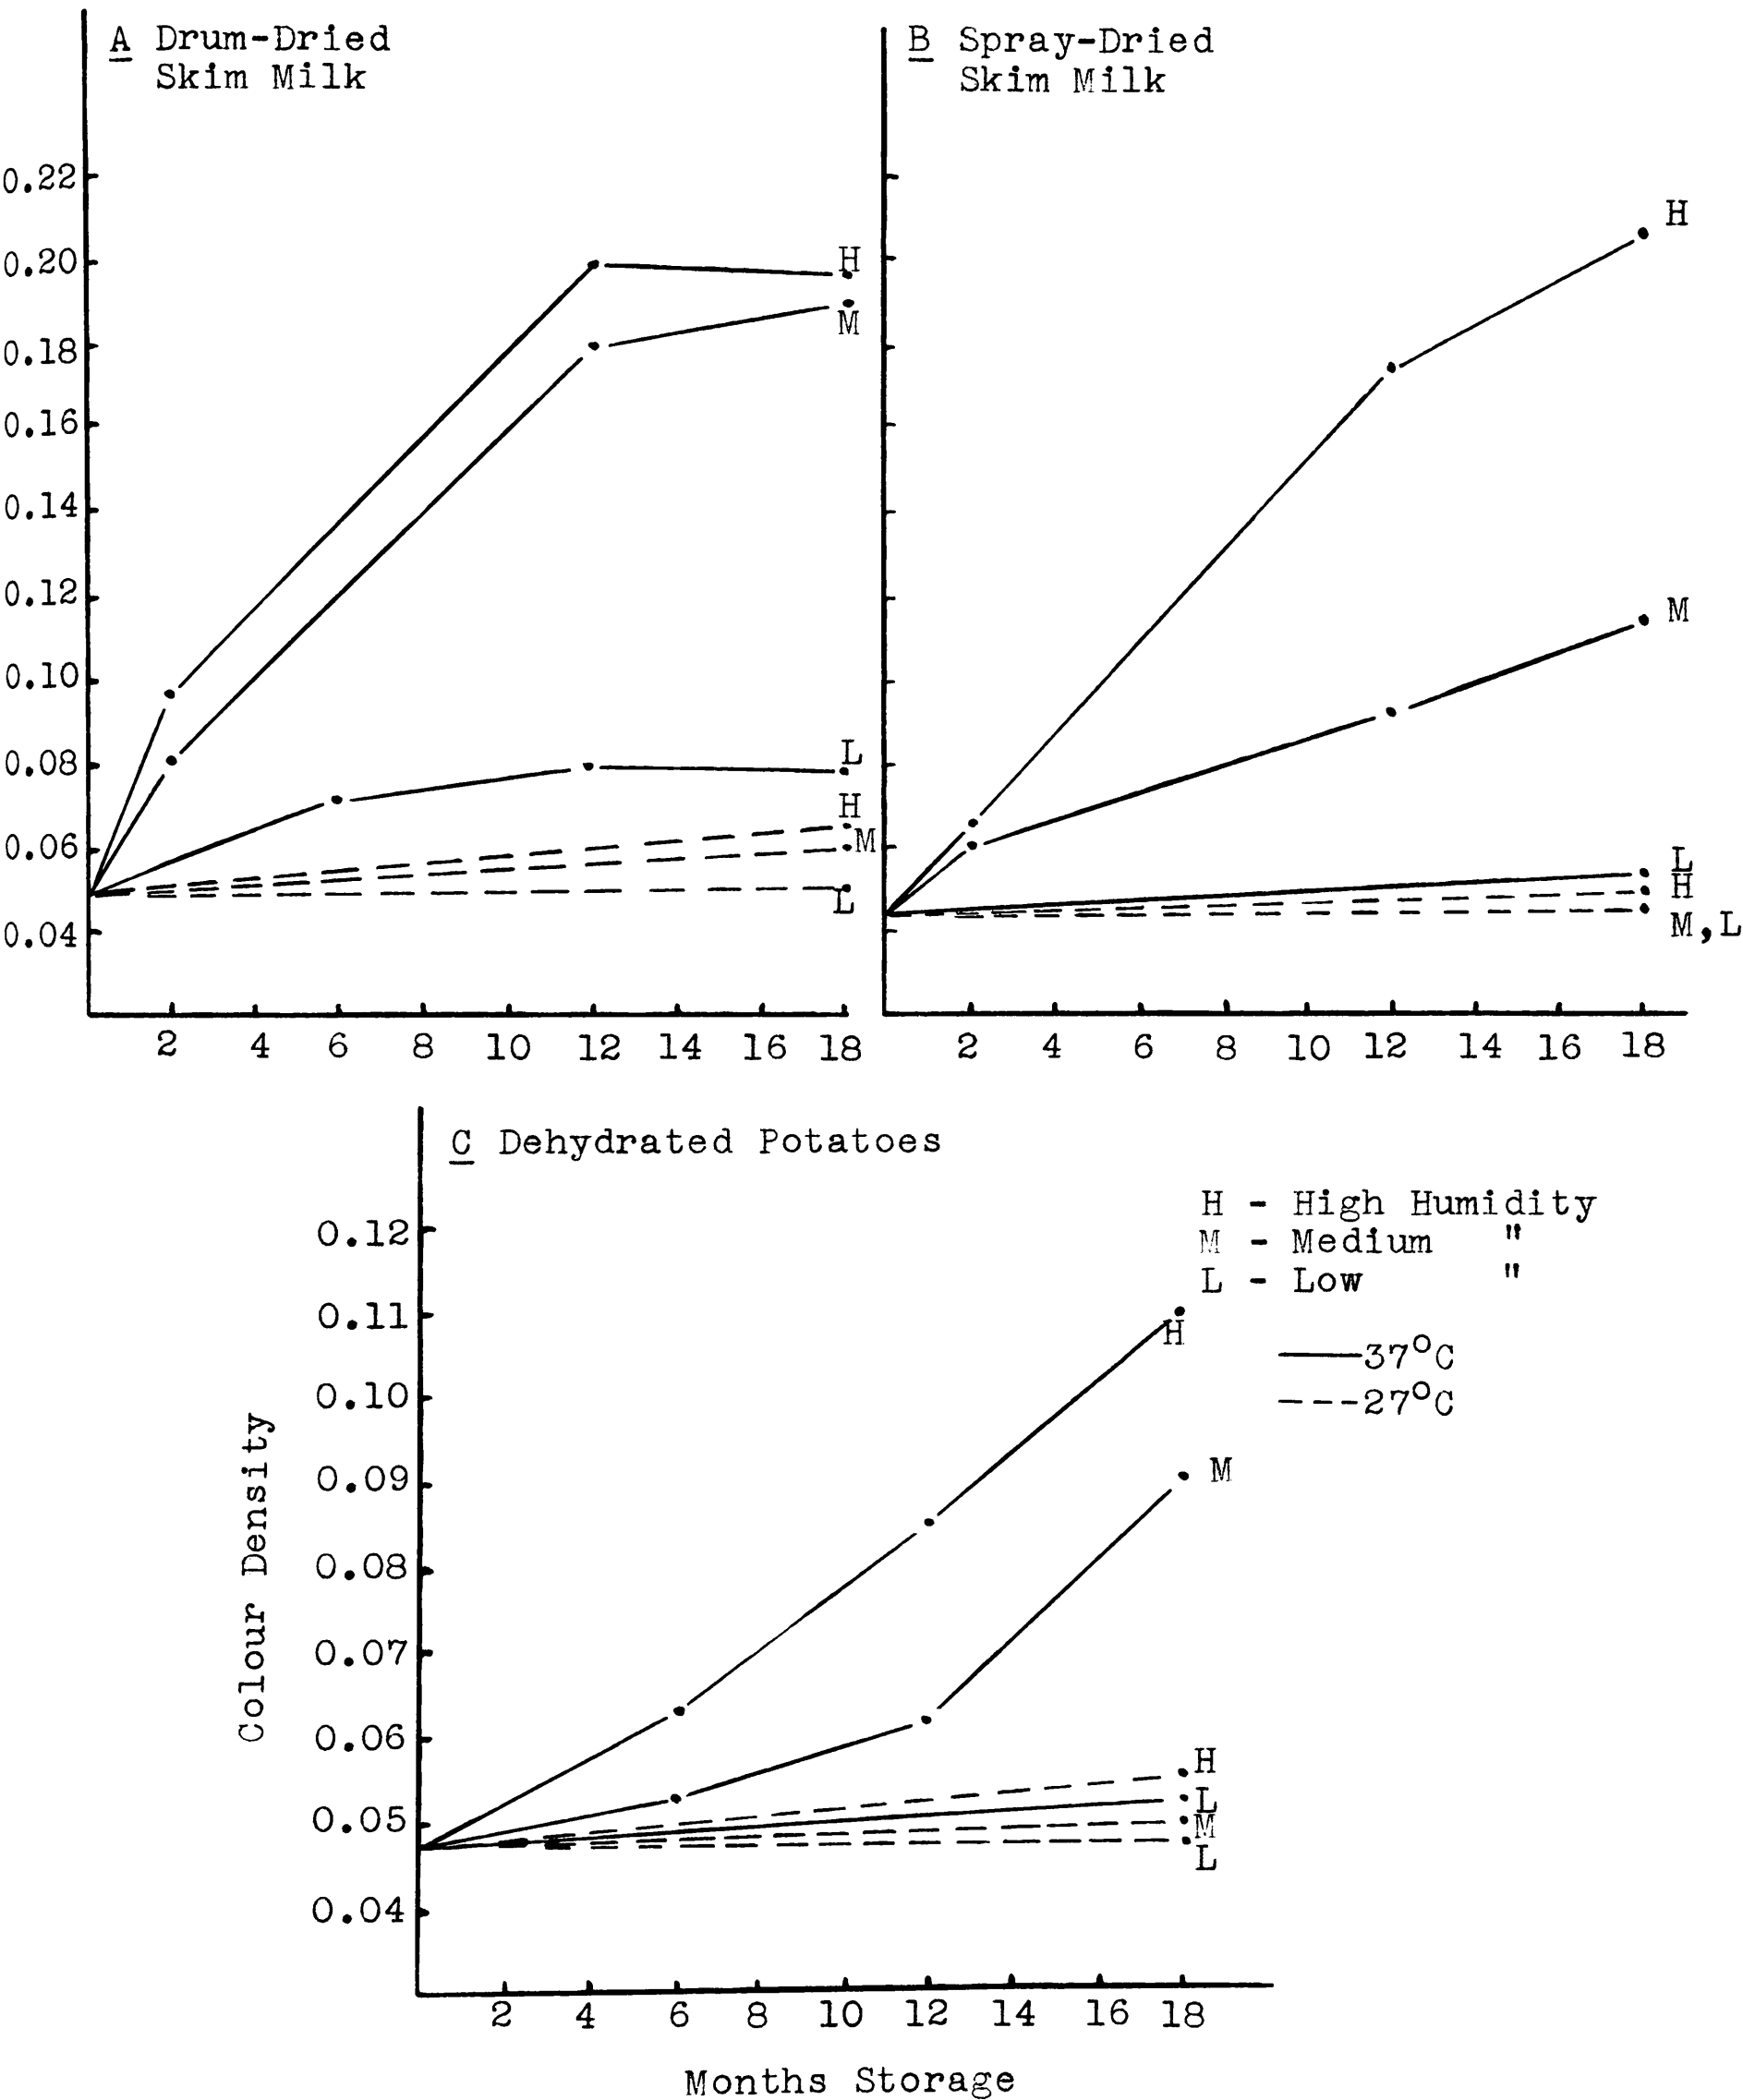 A Drum-Dried
Skim Milk
0.22
0.20
0.18
0.16
0.14
0.12
0.10
0.08
0.06
0.04
H
M
L
H
M
L
2 4 6 8 10 12 14 16 18
B Spray-Dried
Skim Milk
H
M
L
H
M,L
2 4 6 8 10 12 14 16 18
C Dehydrated Potatoes
H - High Humidity
M - Medium "
L - Low "
37°C
27°C
Colour Density
0.12
0.11
0.10
0.09
0.08
0.07
0.06
0.05
0.04
H
M
H
L
M
L
2 4 6 8 10 12 14 16 18
Months Storage